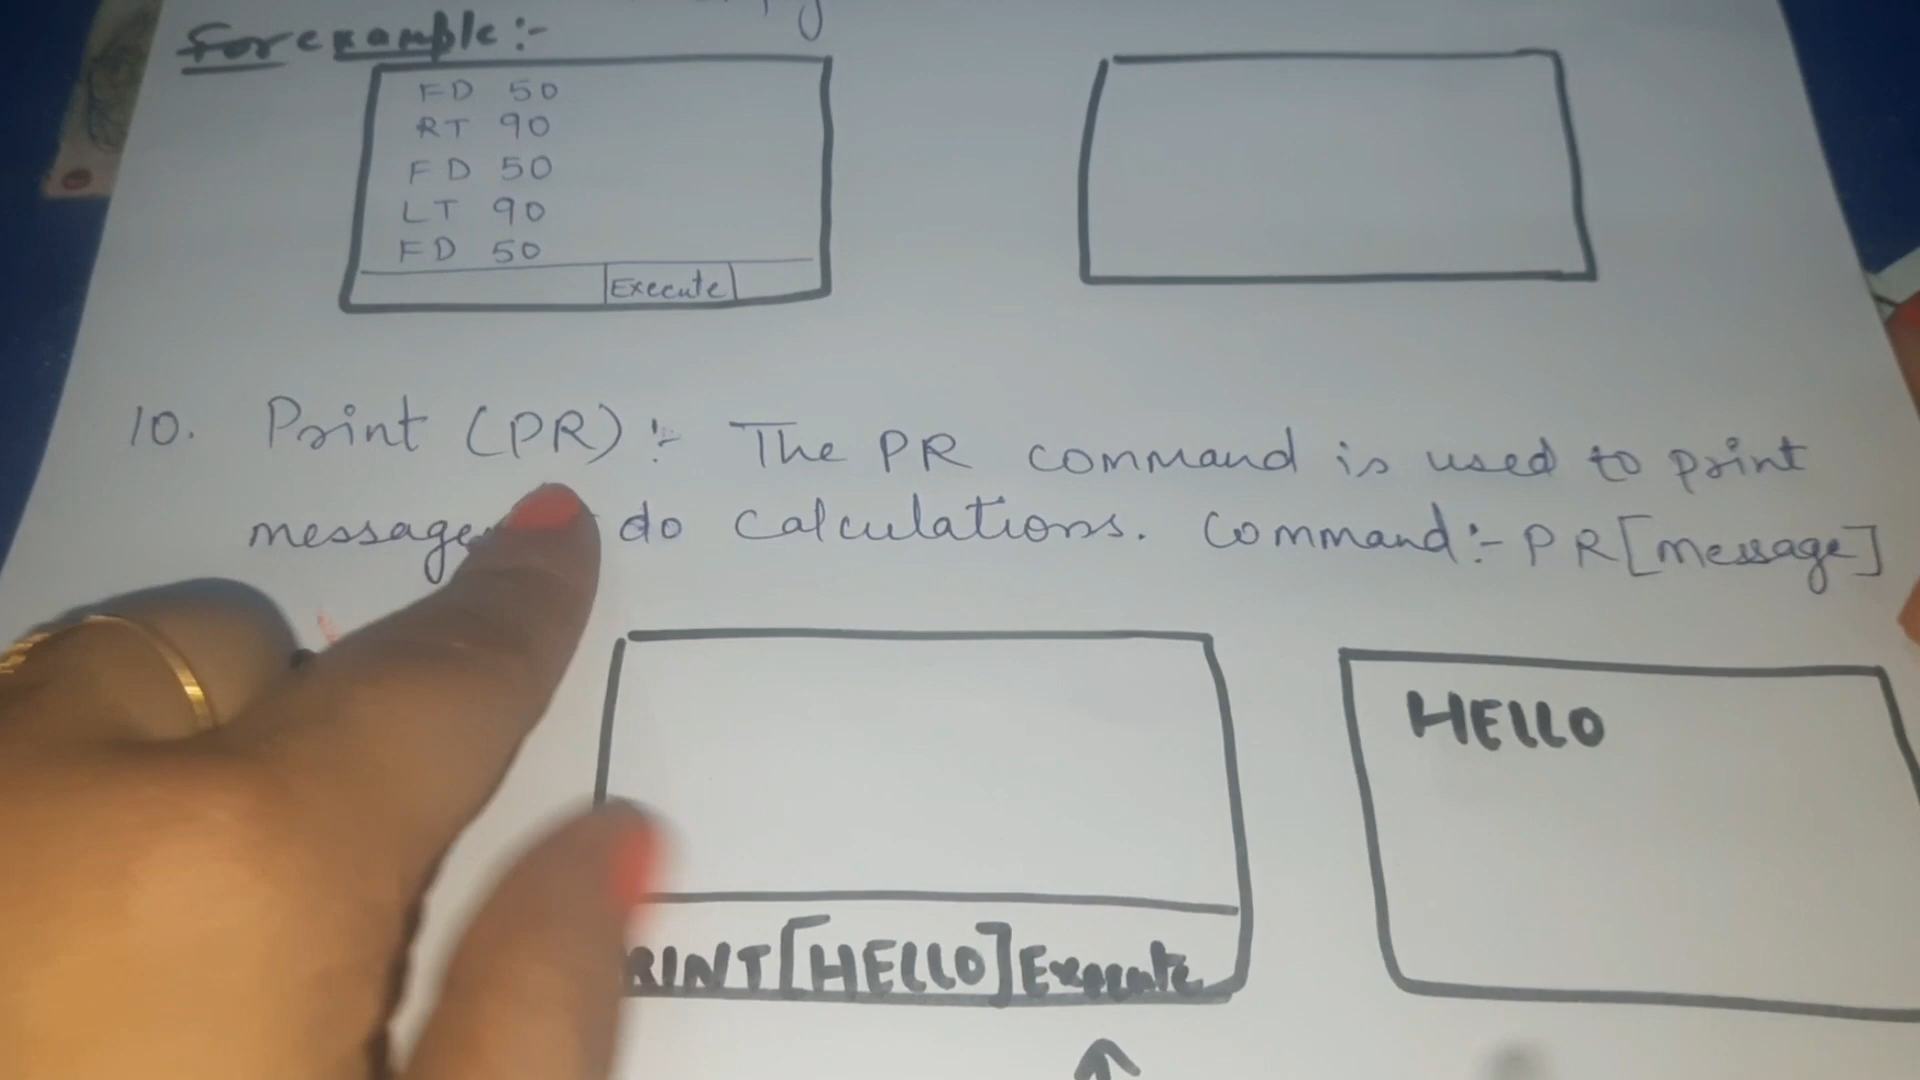 For example:-
FD 50
RT 90
FD 50
LT 90
FD 50
Execute
10. Print (PR):- The PR command is used to print
message do calculations. Command:- PR[message]
HELLO
RINT[HELLO]Execute